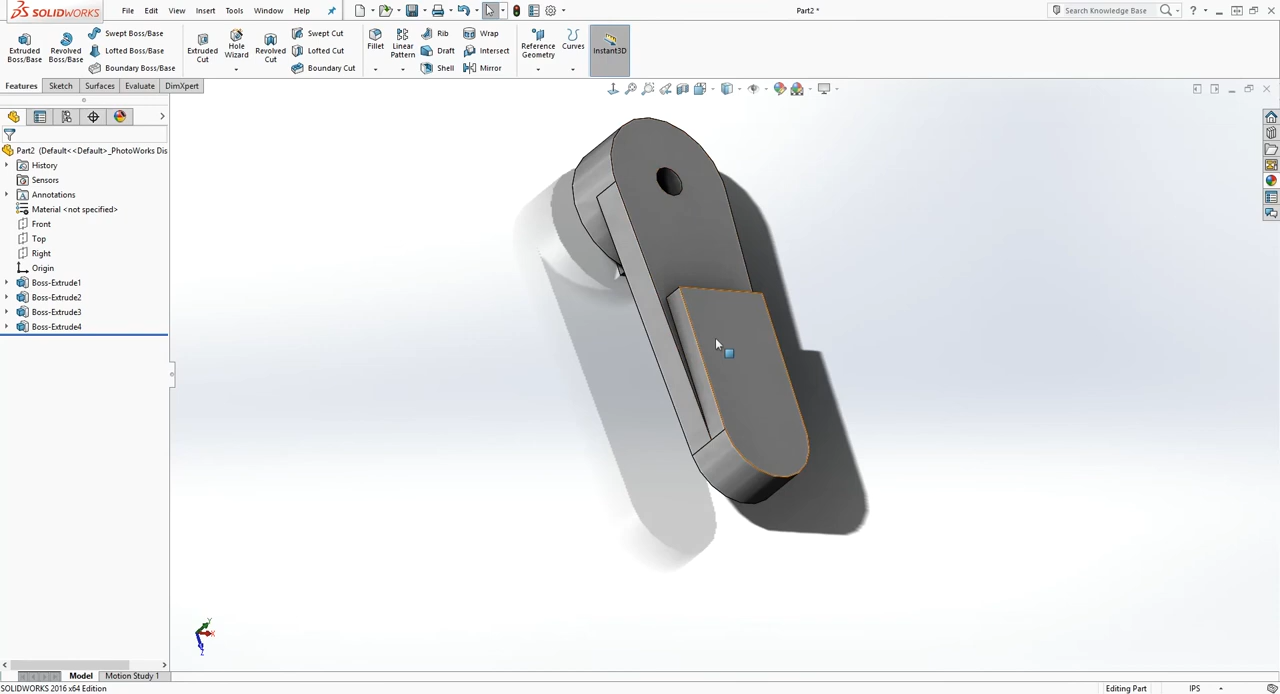 SOLIDWORKS File Edit View Insert Tools Window Help Part2 * Search Knowledge Base
Extruded Boss/Base Revolved Boss/Base Swept Boss/Base Lofted Boss/Base Boundary Boss/Base
Extruded Cut Hole Wizard Revolved Cut Swept Cut Lofted Cut Boundary Cut
Fillet Linear Pattern Rib Draft Shell Wrap Intersect Mirror
Reference Geometry Curves Instant3D
Features Sketch Surfaces Evaluate DimXpert
Part2 (Default<<Default>_PhotoWorks Dis
History
Sensors
Annotations
Material <not specified>
Front
Top
Right
Origin
Boss-Extrude1
Boss-Extrude2
Boss-Extrude3
Boss-Extrude4
Y
X
Z
Model Motion Study 1
SOLIDWORKS 2016 x64 Edition Editing Part IPS